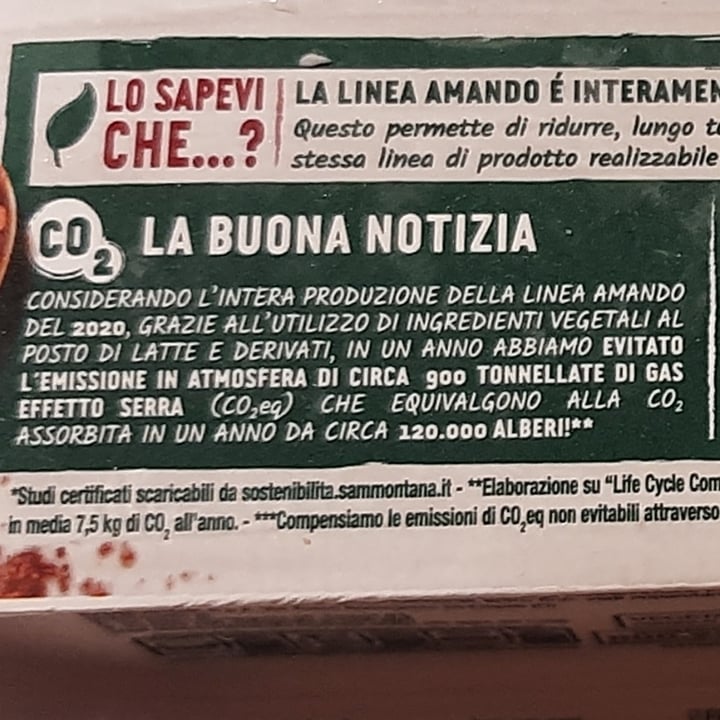 LO SAPEVI
CHE...?
LA LINEA AMANDO É
Questo permette di ridurre, lungo
stessa linea di prodotto realizzabile
CO2 LA BUONA NOTIZIA
CONSIDERANDO L'INTERA PRODUZIONE DELLA LINEA AMANDO
DEL 2020, GRAZIE ALL'UTILIZZO DI INGREDIENTI VEGETALI AL
POSTO DI LATTE E DERIVATI, IN UN ANNO ABBIAMO EVITATO
L'EMISSIONE IN ATMOSFERA DI CIRCA 900 TONNELLATE DI GAS
EFFETTO SERRA (CO2eq) CHE EQUIVALGONO ALLA CO2
ASSORBITA IN UN ANNO DA CIRCA 120.000 ALBERI!**
*Studi certificati scaricabili da sostenibilita.sammontana.it - **Elaborazione su "Life Cycle
in media 7,5 kg di CO2 all'anno. - ***Compensiamo le emissioni di CO2eq non evitabili attraverso